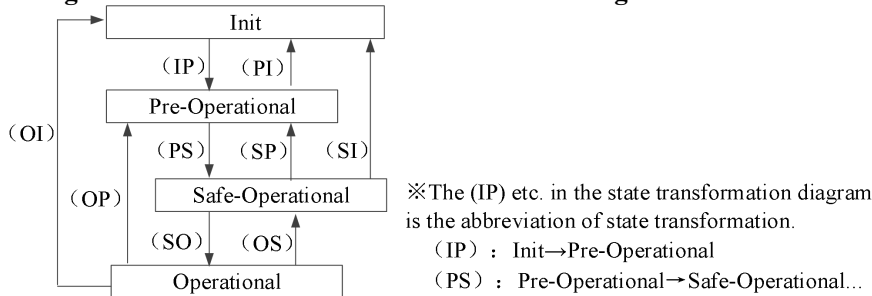 Init
（IP） （PI）
Pre-Operational
（OI）
（PS） （SP） （SI）
（OP）
Safe-Operational
（SO） （OS）
Operational
※The (IP) etc. in the state transformation diagram
is the abbreviation of state transformation.
（IP）：Init→Pre-Operational
（PS）：Pre-Operational→Safe-Operational...